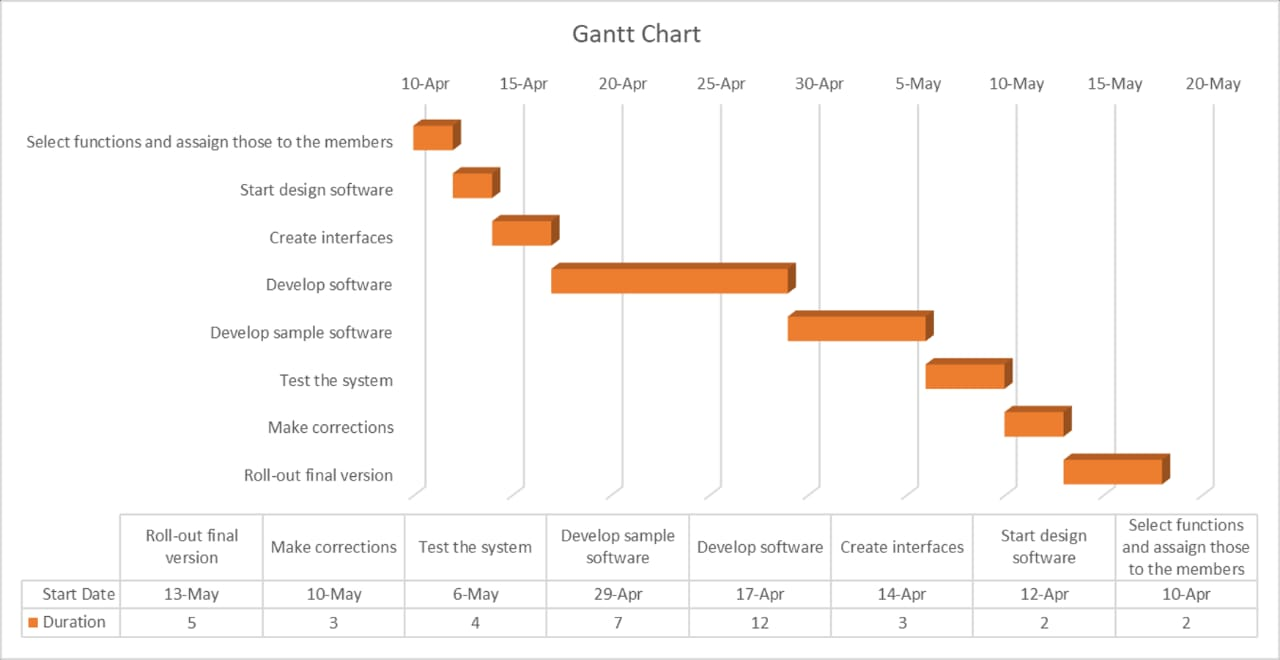 Gantt Chart
10-Apr 15-Apr 20-Apr 25-Apr 30-Apr 5-May 10-May 15-May 20-May
Select functions and assaign those to the members
Start design software
Create interfaces
Develop software
Develop sample software
Test the system
Make corrections
Roll-out final version
Roll-out final
version
Make corrections
Test the system
Develop sample
software
Develop software
Create interfaces
Start design
software
Select functions
and assaign those
to the members
Start Date 13-May 10-May 6-May 29-Apr 17-Apr 14-Apr 12-Apr 10-Apr
Duration 5 3 4 7 12 3 2 2